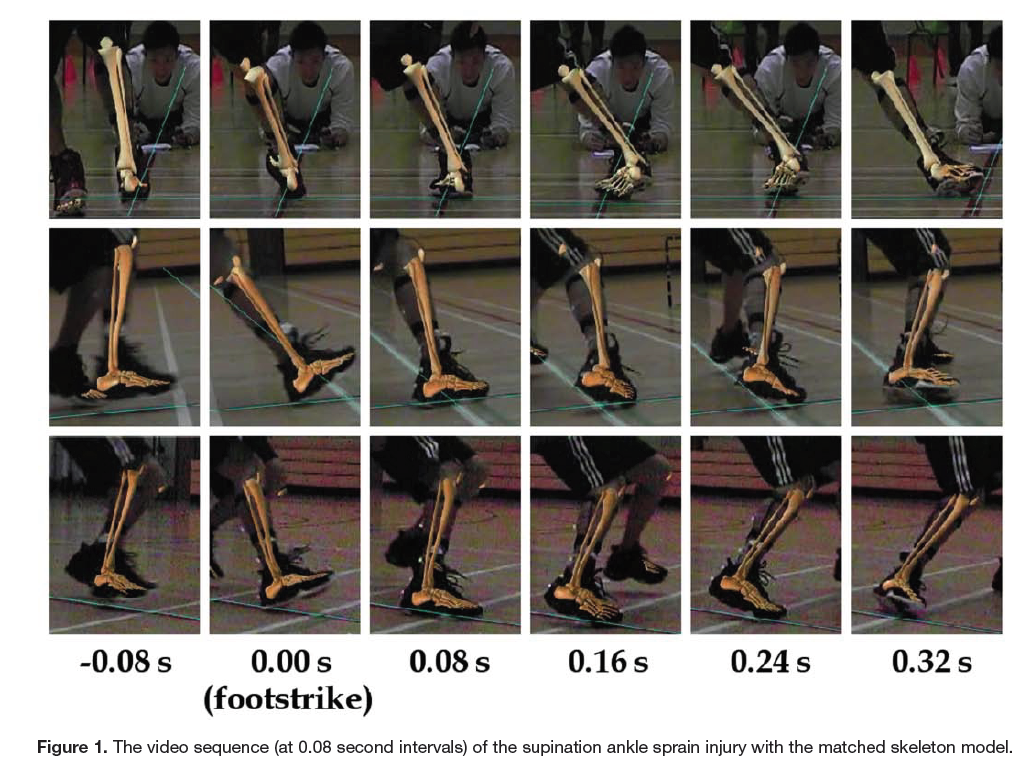 -0.08 s 0.00 s 0.08 s 0.16 s 0.24 s 0.32 s
(footstrike)
Figure 1. The video sequence (at 0.08 second intervals) of the supination ankle sprain injury with the matched skeleton model.